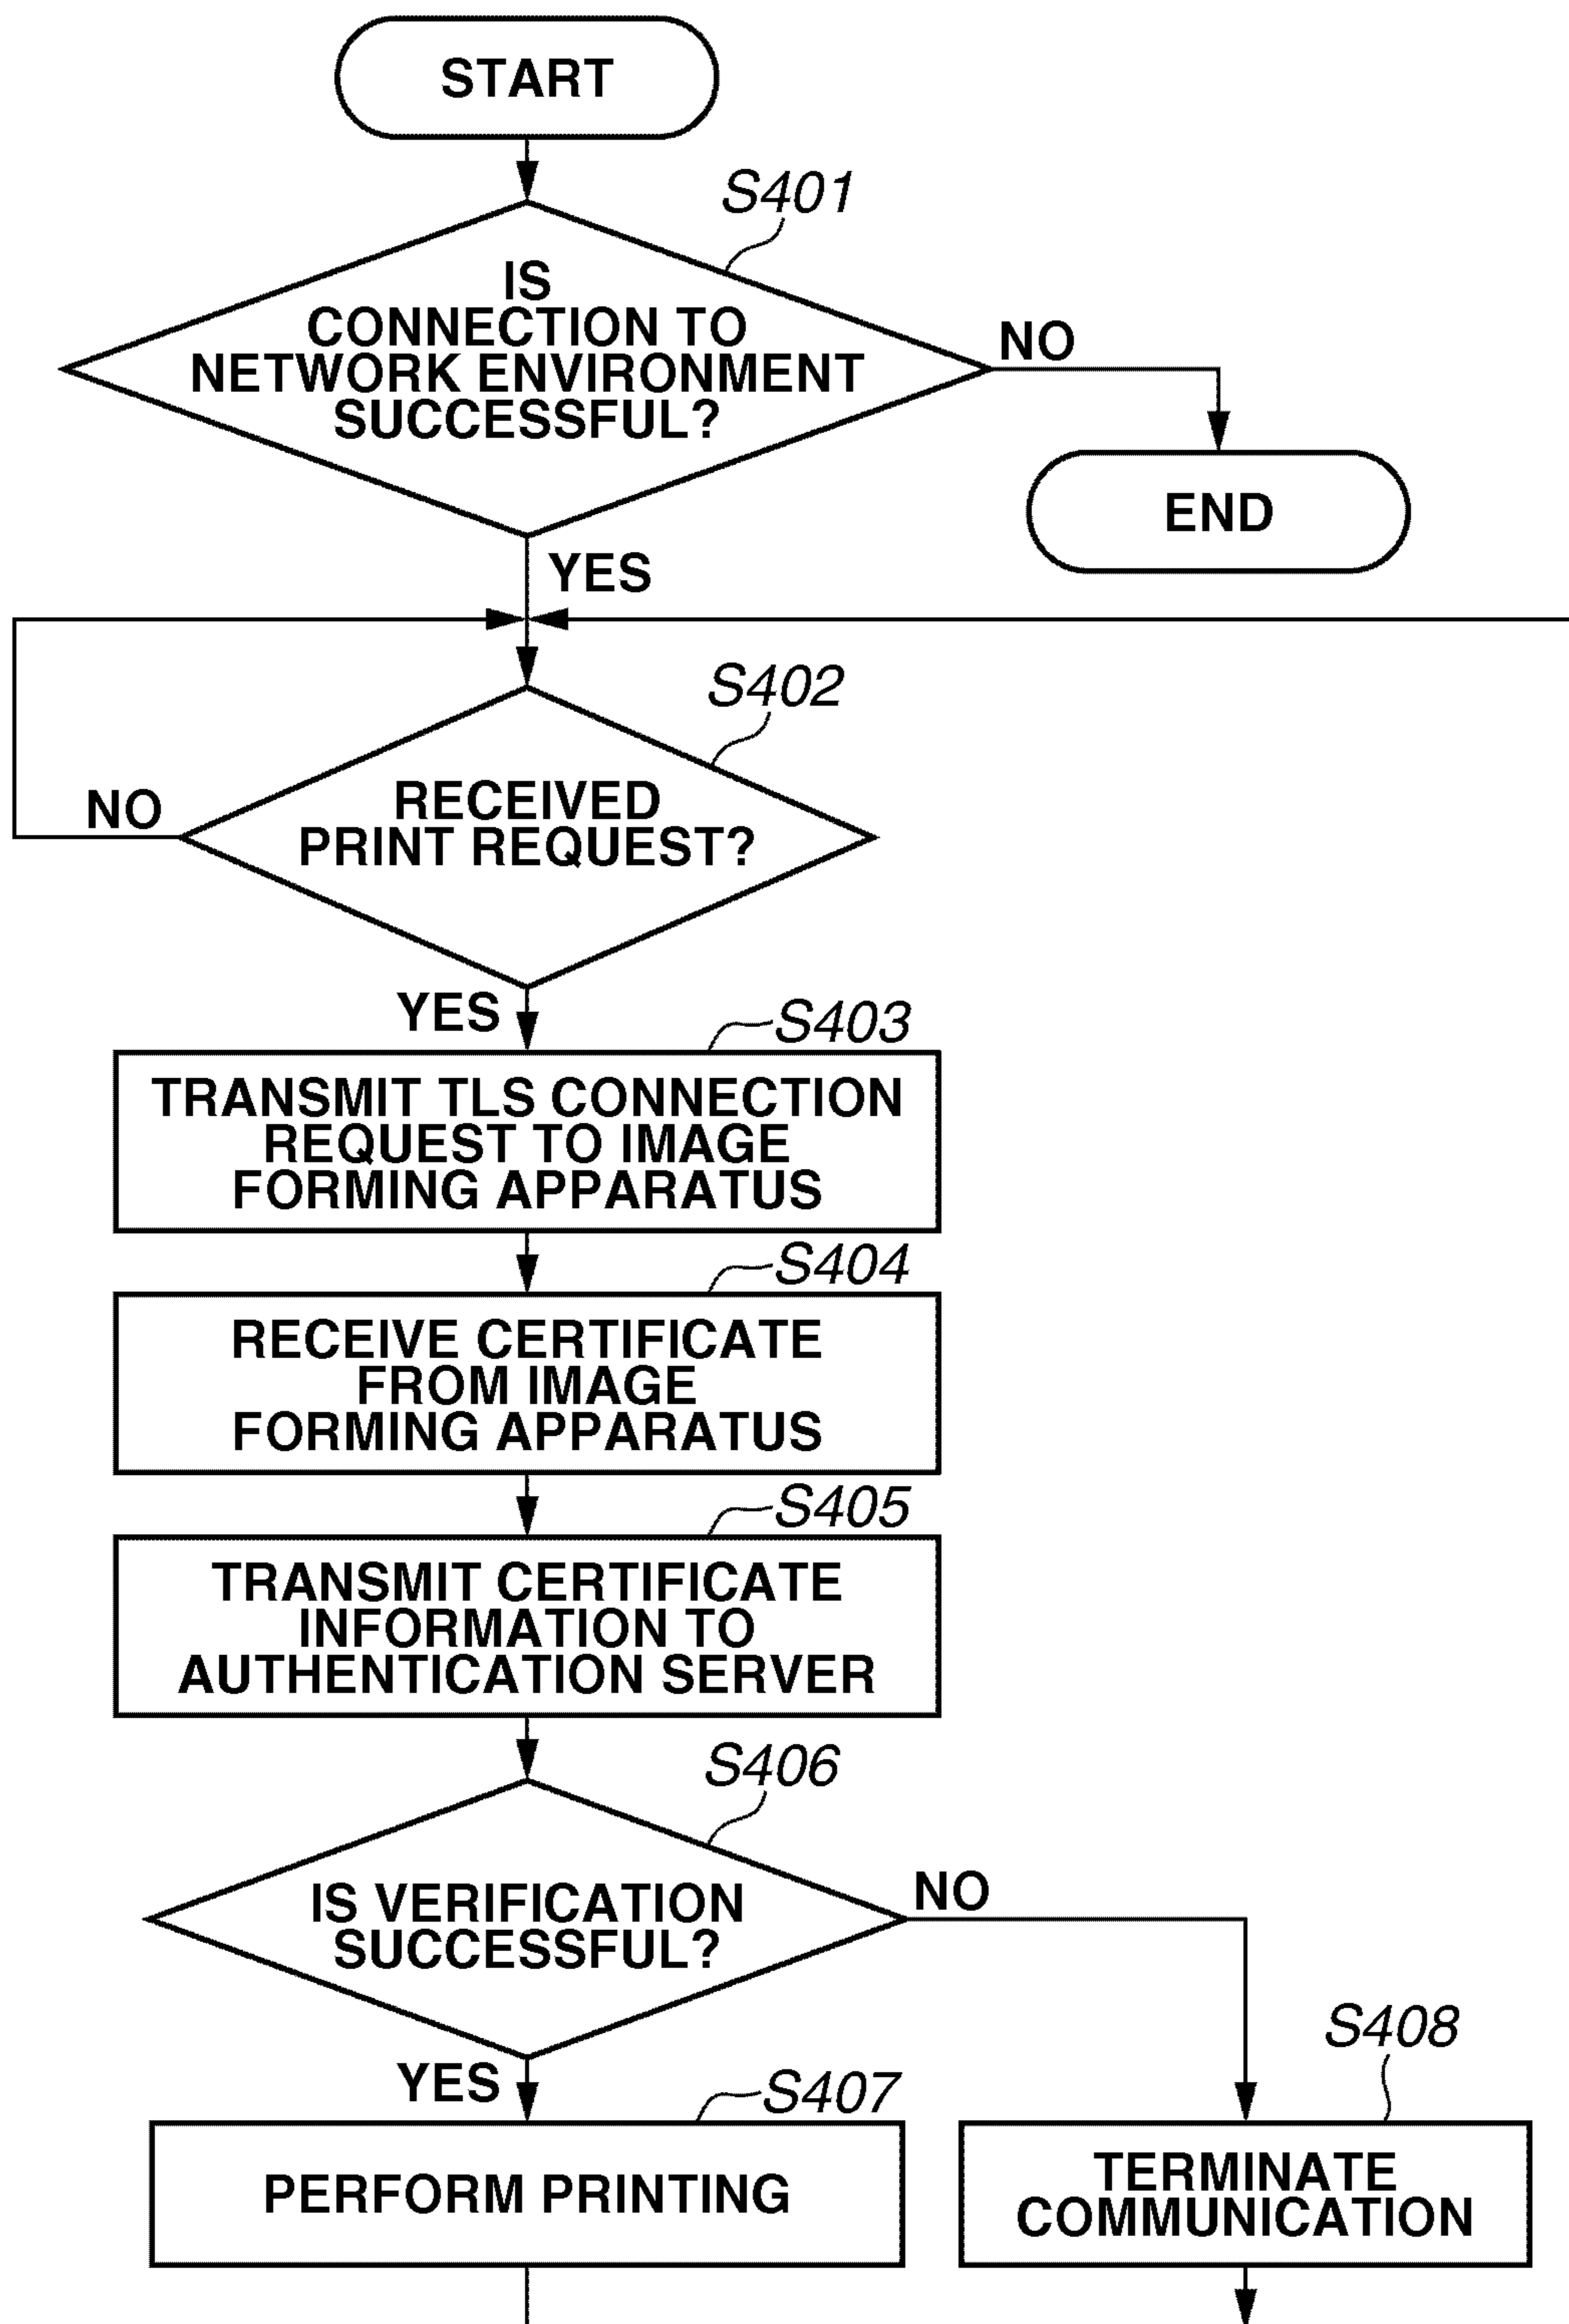 START
S401
IS
CONNECTION TO
NETWORK ENVIRONMENT
SUCCESSFUL?
NO
END
YES
S402
RECEIVED
PRINT REQUEST?
NO
YES
S403
TRANSMIT TLS CONNECTION
REQUEST TO IMAGE
FORMING APPARATUS
S404
RECEIVE CERTIFICATE
FROM IMAGE
FORMING APPARATUS
S405
TRANSMIT CERTIFICATE
INFORMATION TO
AUTHENTICATION SERVER
S406
IS VERIFICATION
SUCCESSFUL?
NO
YES
S407
PERFORM PRINTING
S408
TERMINATE
COMMUNICATION